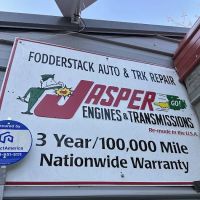 FODDERSTACK AUTO & TRK REPAIR
JASPER
GO!
ENGINES & TRANSMISSIONS
Re-made in the U.S.A.
3 Year/100,000 Mile
Nationwide Warranty